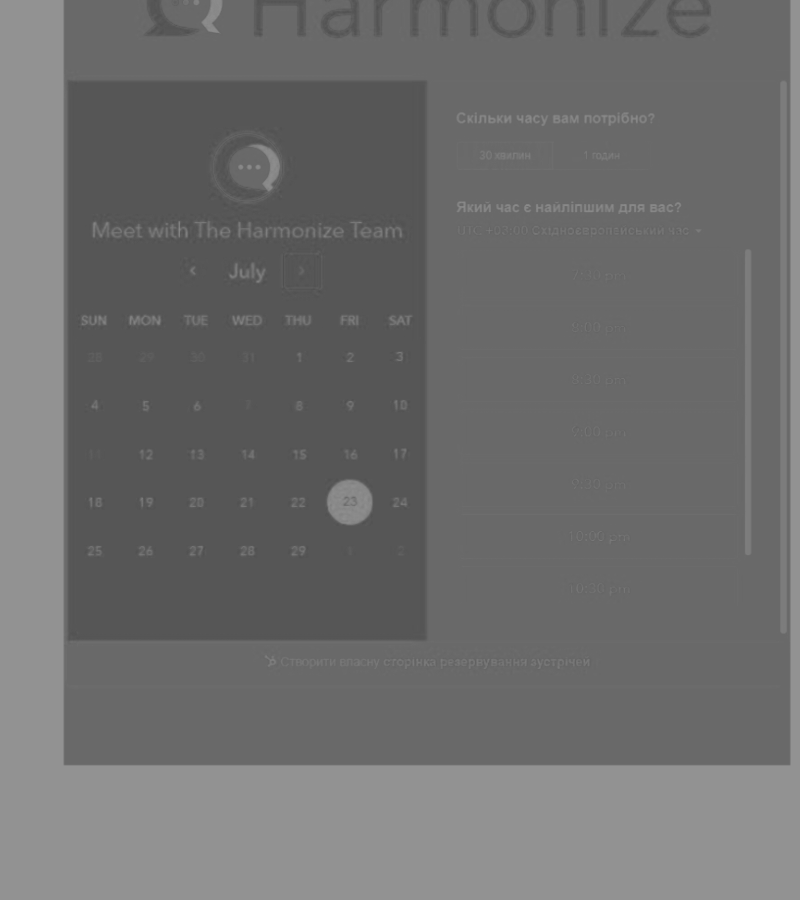 Harmonize
Meet with The Harmonize Team
July
SUN MON TUE WED THU FRI SAT
28 29 30 31 1 2 3
4 5 6 7 8 9 10
11 12 13 14 15 16 17
18 19 20 21 22 23 24
25 26 27 28 29 1 2
Скільки часу вам потрібно?
30 хвилин 1 годин
Який час є найліпшим для вас?
UTC +02:00 Східноєвропейський час
7:30 pm
8:00 pm
8:30 pm
9:00 pm
9:30 pm
10:00 pm
10:30 pm
Створити власну сторінка резервування зустрічей